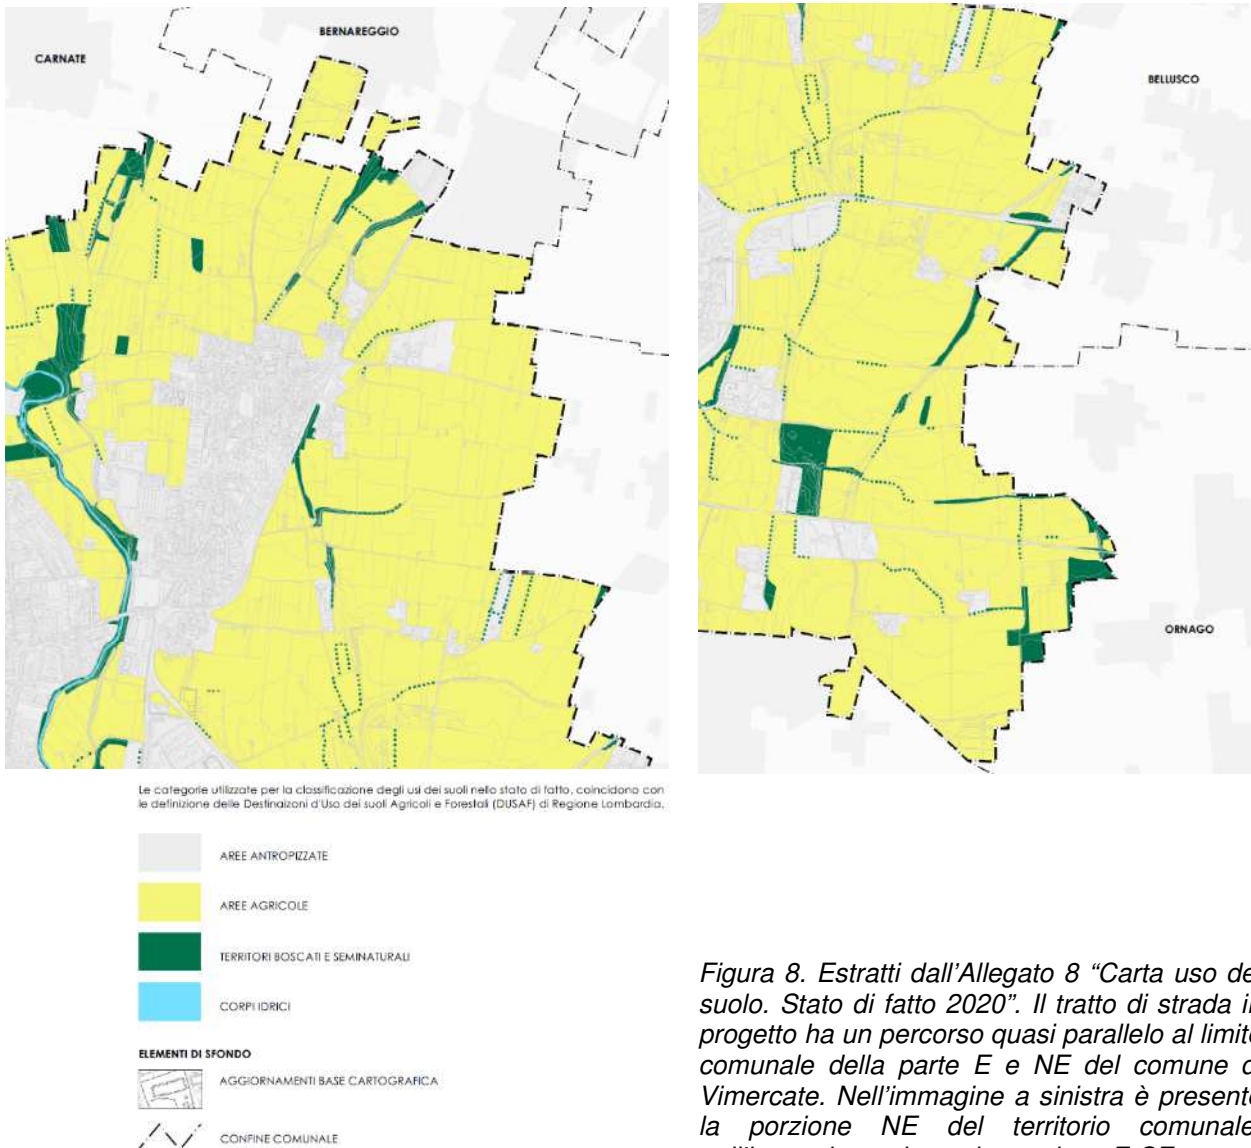 BERNAREGGIO
CARNATE
BELLUSCO
ORNAGO
Le categorie utilizzate per la classificazione degli usi dei suoli nello stato di fatto, coincidono con
le definizione delle Destinaizoni d'Uso dei suoli Agricoli e Forestali (DUSAF) di Regione Lombardia.
AREE ANTROPIZZATE
AREE AGRICOLE
TERRITORI BOSCATI E SEMINATURALI
CORPI IDRICI
ELEMENTI DI SFONDO
AGGIORNAMENTI BASE CARTOGRAFICA
CONFINE COMUNALE
Figura 8. Estratti dall'Allegato 8 “Carta uso de
suolo. Stato di fatto 2020”. Il tratto di strada i
progetto ha un percorso quasi parallelo al limite
comunale della parte E e NE del comune d
Vimercate. Nell'immagine a sinistra è presente
la porzione NE del territorio comunale